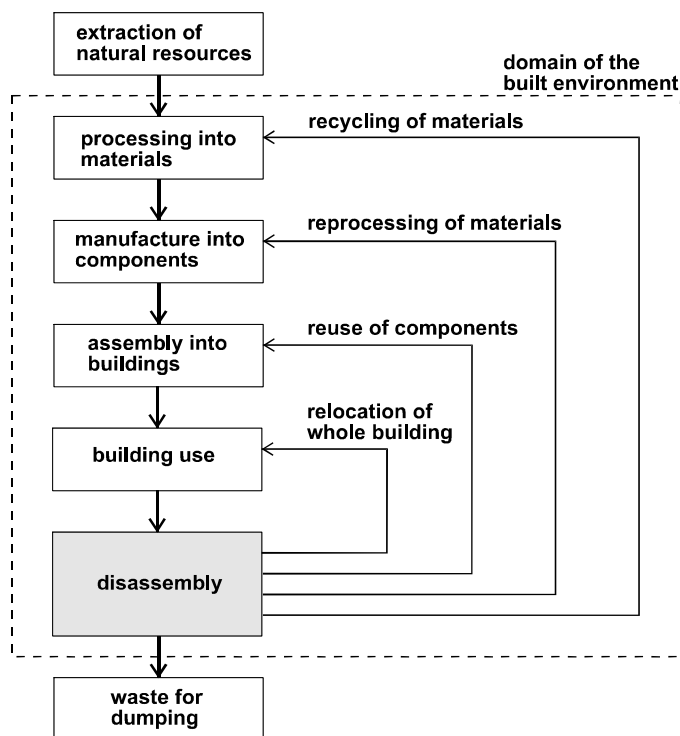 extraction of
natural resources
domain of the
built environment
processing into
materials
recycling of materials
manufacture into
components
reprocessing of materials
assembly into
buildings
reuse of components
relocation of
whole building
building use
disassembly
waste for
dumping